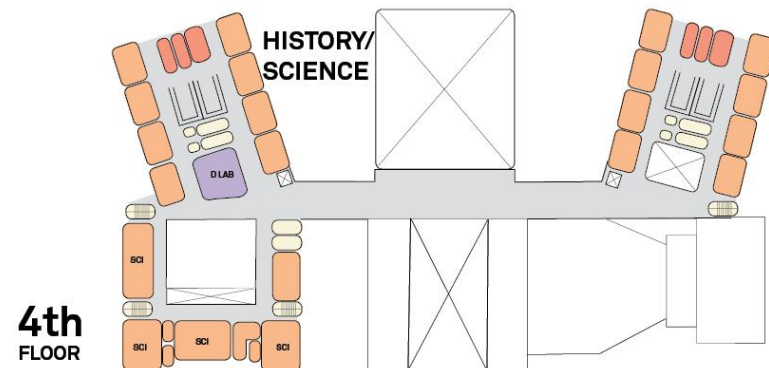 HISTORY/
SCIENCE
D LAB
SCI
SCI
SCI
SCI
4th
FLOOR